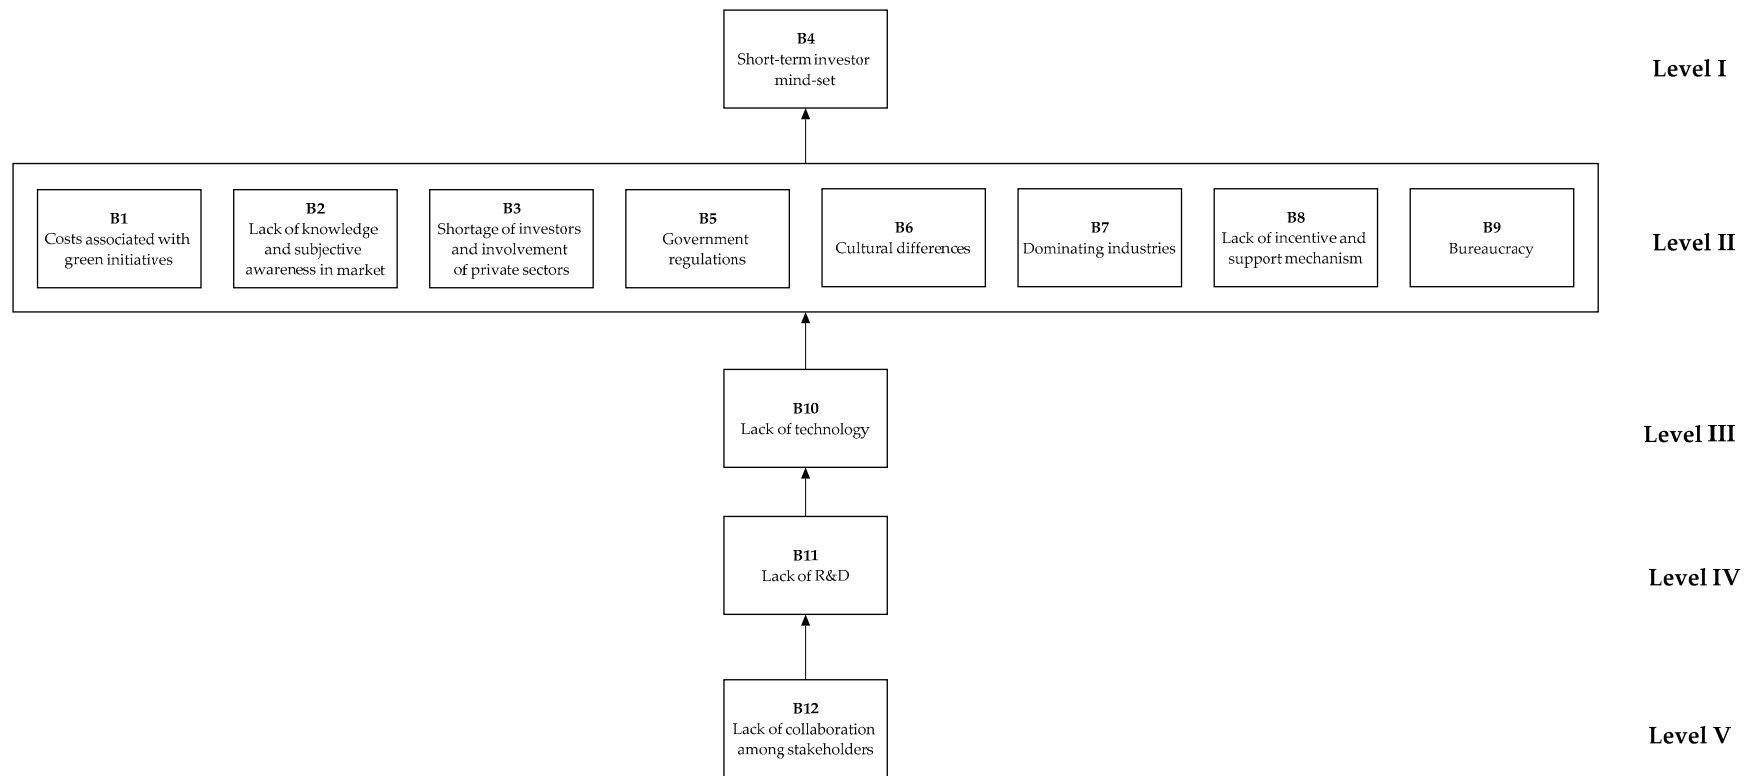 B4
Short-term investor
mind-set
Level I
B1
Costs associated with
green initiatives
B2
Lack of knowledge
and subjective
awareness in market
B3
Shortage of investors
and involvement
of private sectors
B5
Government
regulations
B6
Cultural differences
B7
Dominating industries
B8
Lack of incentive and
support mechanism
B9
Bureaucracy
Level II
B10
Lack of technology
Level III
B11
Lack of R&D
Level IV
B12
Lack of collaboration
among stakeholders
Level V